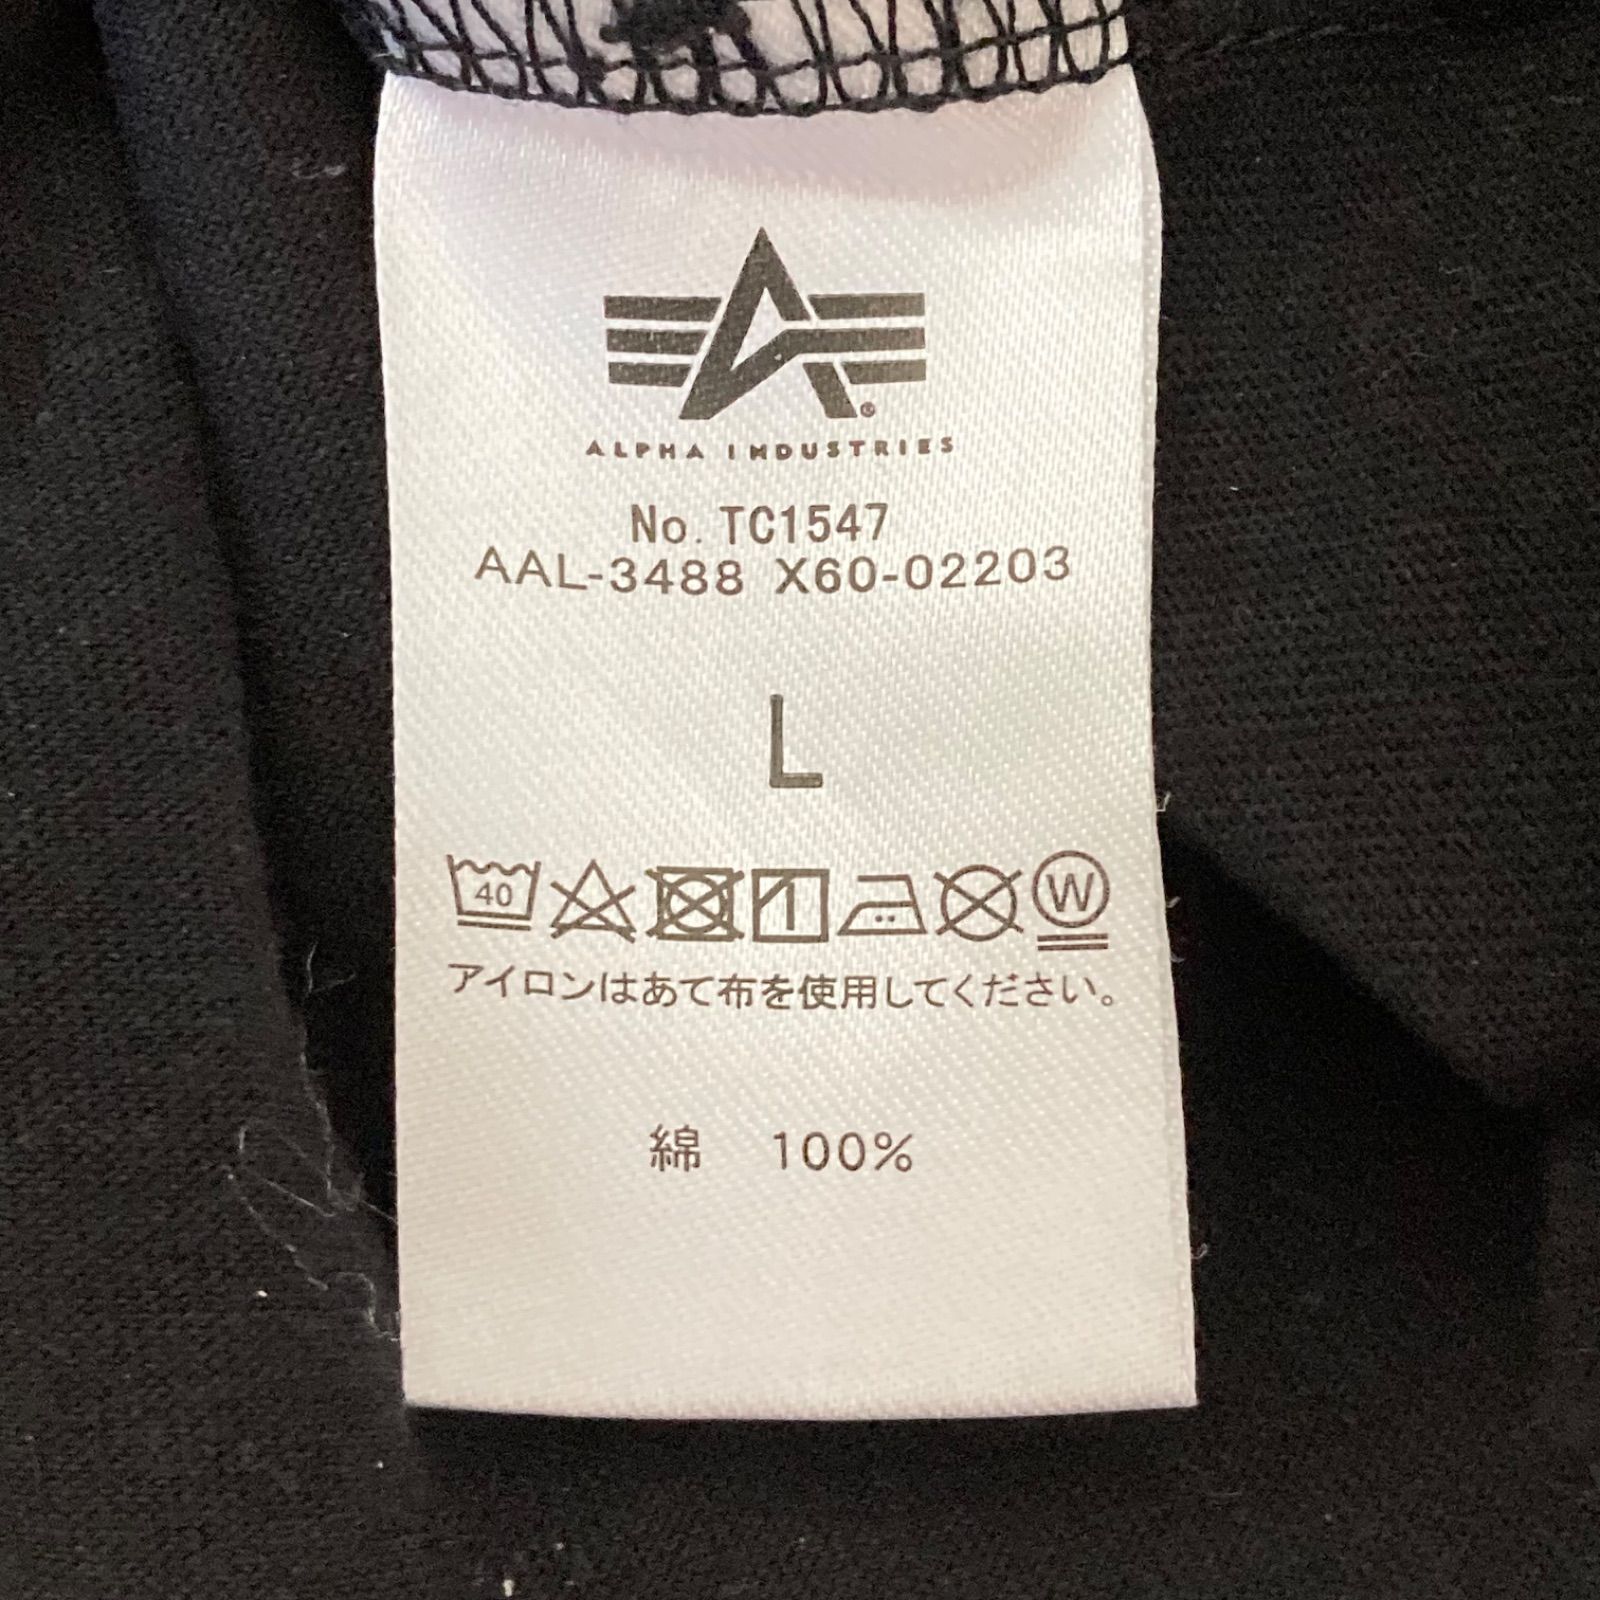 ALPHA INDUSTRIES
No. TC1547
AAL-3488 X60-02203
L
40 W
アイロンはあて布を使用してください。
綿 100%